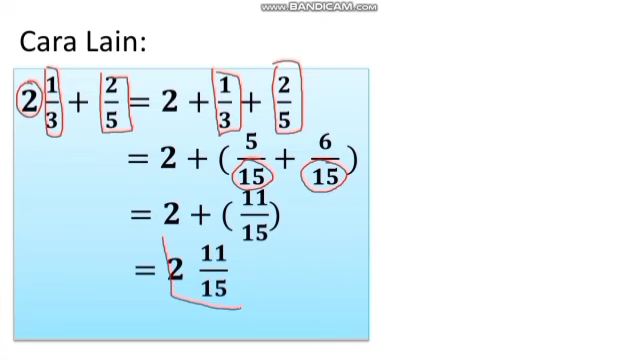 WWW.BANDICAM.COM
Cara Lain:
2 1/3 + 2/5 = 2 + 1/3 + 2/5
= 2 + (5/15 + 6/15)
= 2 + (11/15)
= 2 11/15